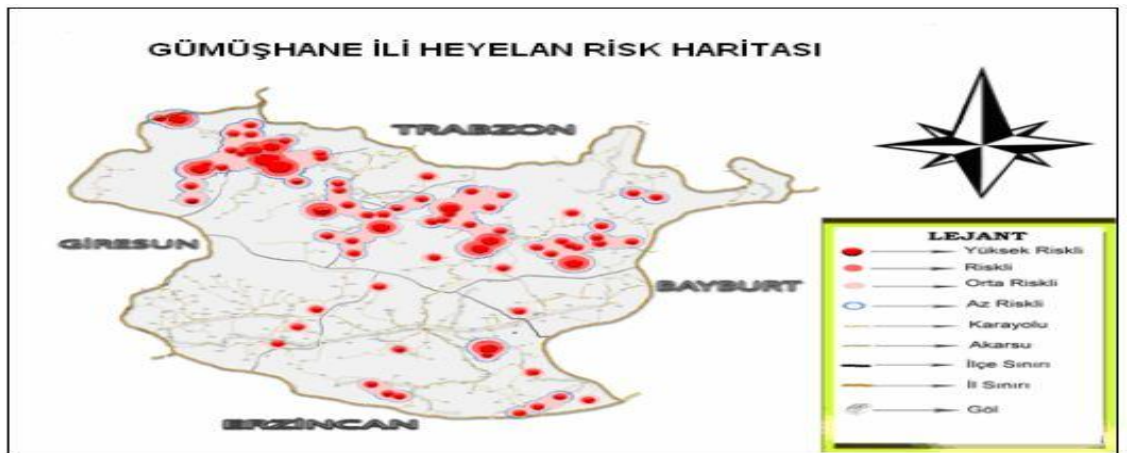 GÜMÜŞHANE İLİ HEYELAN RİSK HARİTASI
TRABZON
GİRESUN
BAYBURT
ERZİNCAN
LEJANT
Yüksek Riskli
Riskli
Orta Riskli
Az Riskli
Karayolu
Akarsu
İlçe Sınırı
İl Sınırı
Göl